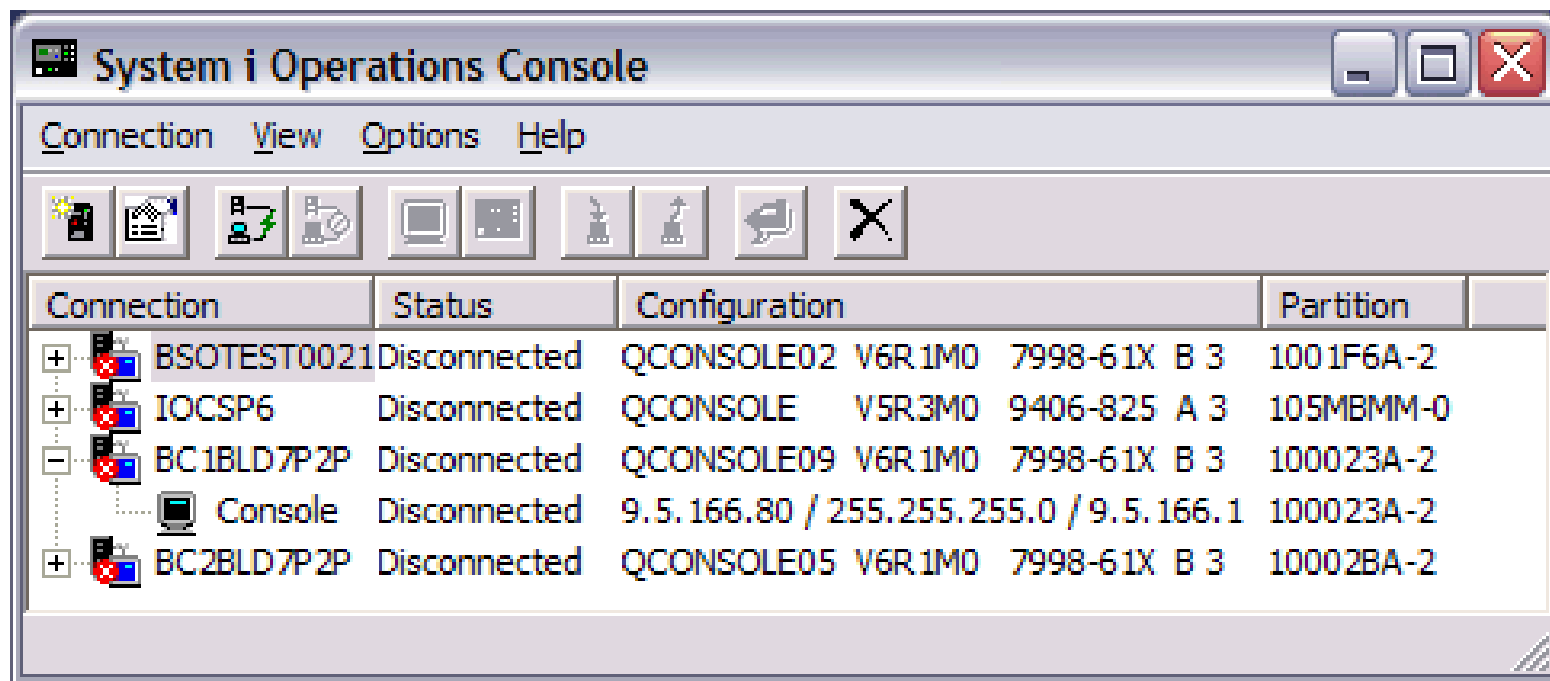 System i Operations Console
Connection View Options Help
Connection Status Configuration Partition
BSOTEST0021 Disconnected QCONSOLE02 V6R1M0 7998-61X B 3 1001F6A-2
IOCSP6 Disconnected QCONSOLE V5R3M0 9406-825 A 3 105MBMM-0
BC1BLD7P2P Disconnected QCONSOLE09 V6R1M0 7998-61X B 3 100023A-2
Console Disconnected 9.5.166.80 / 255.255.255.0 / 9.5.166.1 100023A-2
BC2BLD7P2P Disconnected QCONSOLE05 V6R1M0 7998-61X B 3 10002BA-2